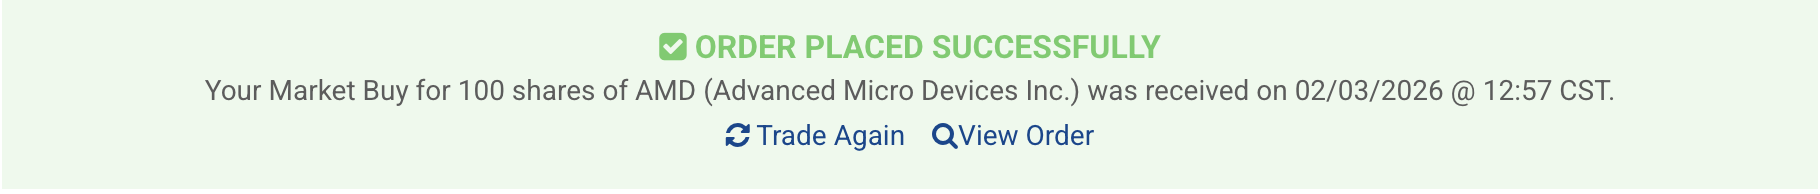 ORDER PLACED SUCCESSFULLY
Your Market Buy for 100 shares of AMD (Advanced Micro Devices Inc.) was received on 02/03/2026 @ 12:57 CST.
Trade Again View Order